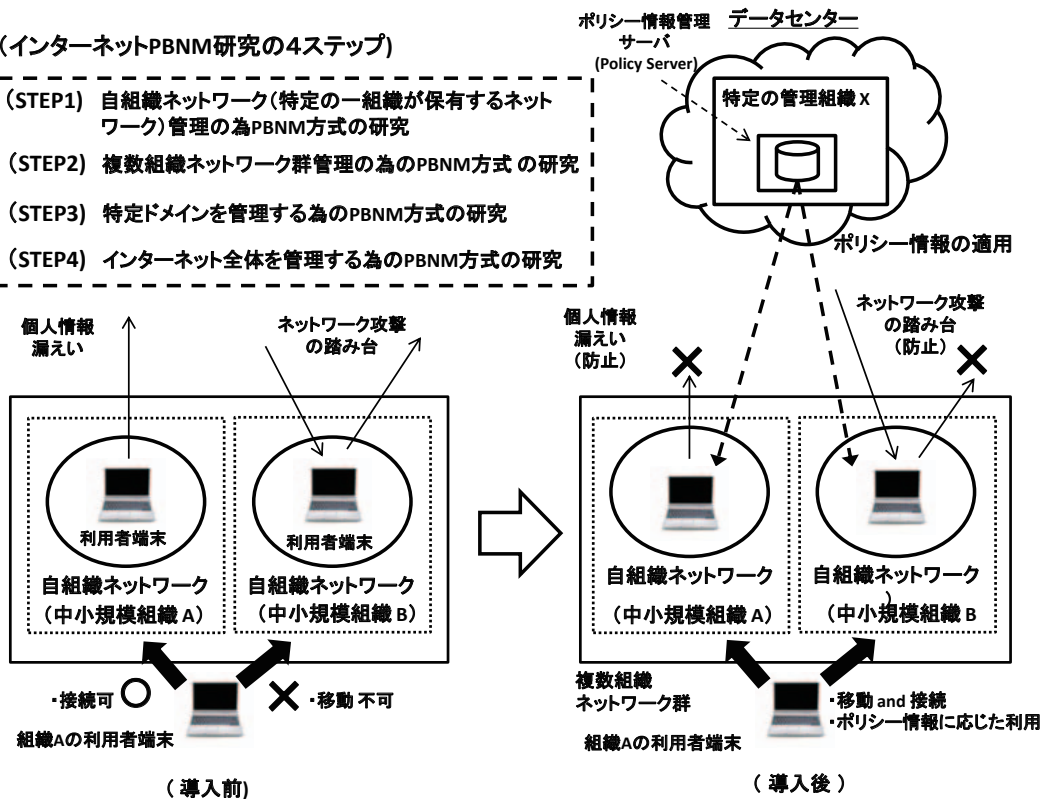 (インターネットPBNM研究の4ステップ)
(STEP1) 自組織ネットワーク(特定の一組織が保有するネット
ワーク)管理の為PBNM方式の研究
(STEP2) 複数組織ネットワーク群管理の為のPBNM方式 の研究
(STEP3) 特定ドメインを管理する為のPBNM方式の研究
(STEP4) インターネット全体を管理する為のPBNM方式の研究
ポリシー情報管理
サーバ
(Policy Server)
データセンター
特定の管理組織 X
ポリシー情報の適用
個人情報
漏えい
ネットワーク攻撃
の踏み台
利用者端末
利用者端末
自組織ネットワーク
(中小規模組織 A)
自組織ネットワーク
(中小規模組織 B)
・接続可
・移動 不可
組織Aの利用者端末
( 導入前)
個人情報
漏えい
(防止)
ネットワーク攻撃
の踏み台
(防止)
自組織ネットワーク
(中小規模組織 A)
自組織ネットワーク
(中小規模組織 B
)
複数組織
ネットワーク群
・移動 and 接続
・ポリシー情報に応じた利用
組織Aの利用者端末
( 導入後 )